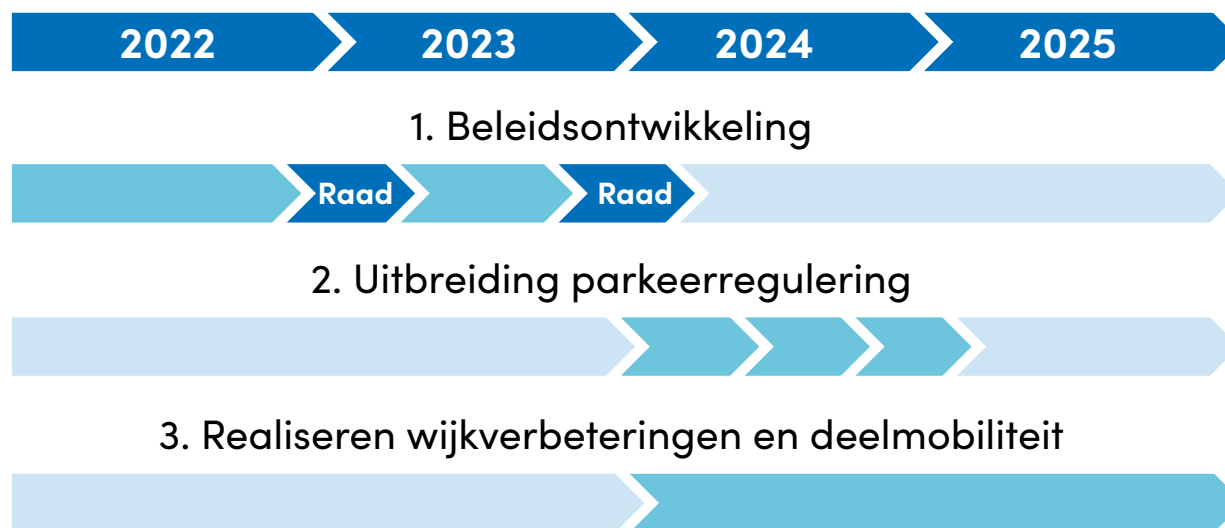 2022 2023 2024 2025
1. Beleidsontwikkeling
Raad Raad
2. Uitbreiding parkeerregulering
3. Realiseren wijkverbeteringen en deelmobiliteit